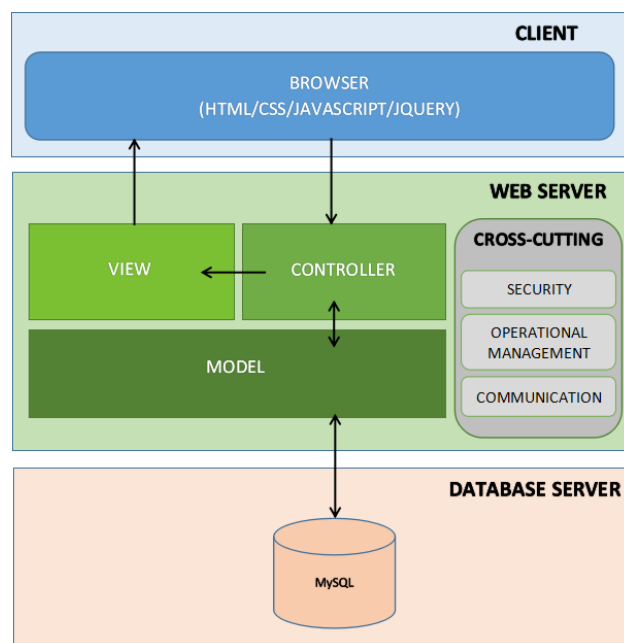 CLIENT
BROWSER
(HTML/CSS/JAVASCRIPT/JQUERY)
WEB SERVER
VIEW
CONTROLLER
MODEL
CROSS-CUTTING
SECURITY
OPERATIONAL
MANAGEMENT
COMMUNICATION
DATABASE SERVER
MySQL